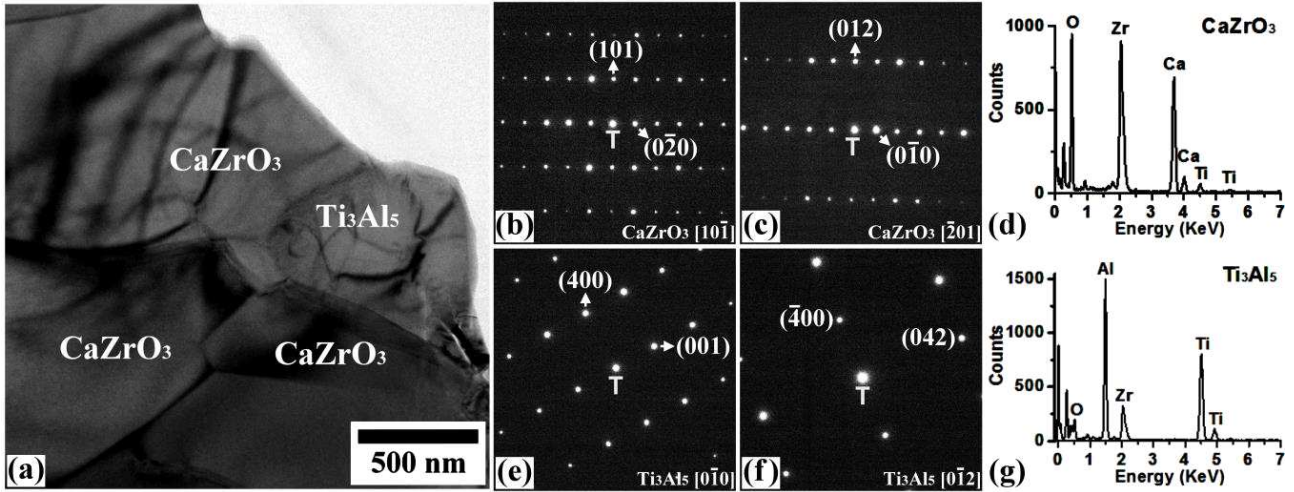 CaZrO₃
Ti₃Al₅
CaZrO₃
CaZrO₃
500 nm
(a)
(101)
T
(02̄0)
(b)
CaZrO₃ [101̄]
(012)
T
(01̄0)
(c)
CaZrO₃ [2̄01]
1000
500
0
Counts
O
Zr
Ca
Ca
Ti
Ti
CaZrO₃
0 1 2 3 4 5 6 7
Energy (KeV)
(d)
(400)
(001)
T
(e)
Ti₃Al₅ [01̄0]
(4̄00)
(042)
T
(f)
Ti₃Al₅ [01̄2]
1500
1000
500
0
Counts
O
Al
Zr
Ti
Ti
Ti₃Al₅
0 1 2 3 4 5 6 7
Energy (KeV)
(g)